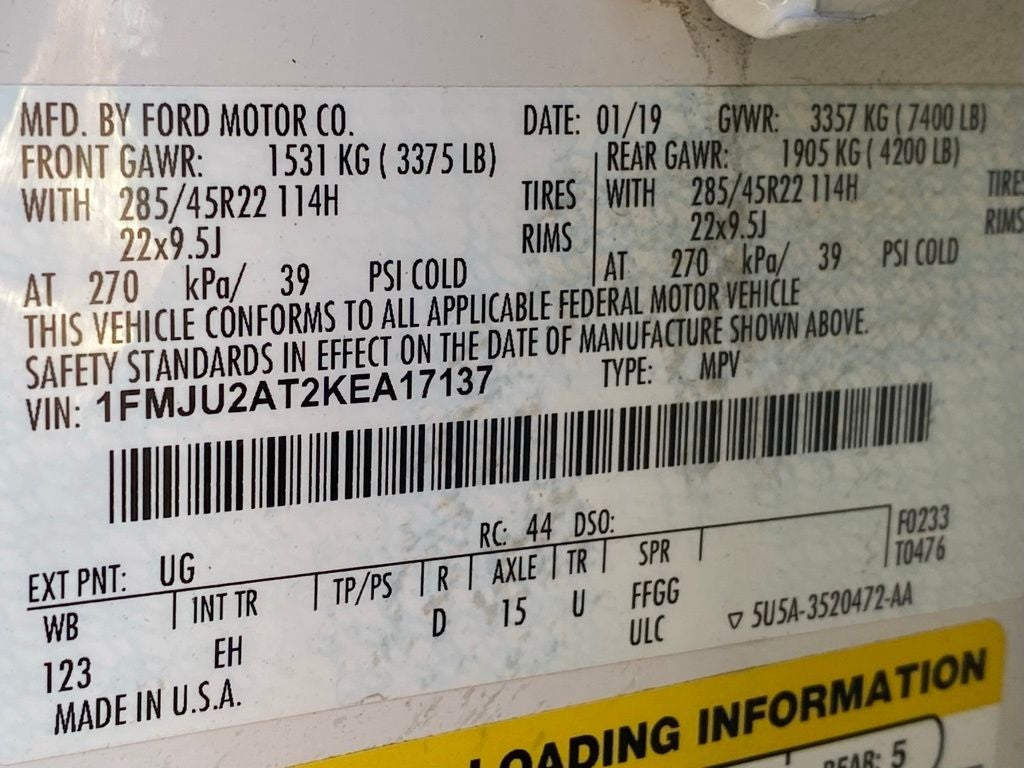 MFD. BY FORD MOTOR CO. DATE: 01/19 GVWR: 3357 KG ( 7400 LB)
FRONT GAWR: 1531 KG ( 3375 LB) REAR GAWR: 1905 KG ( 4200 LB)
WITH 285/45R22 114H TIRES WITH 285/45R22 114H TIRES
22x9.5J RIMS 22x9.5J RIMS
AT 270 kPa/ 39 PSI COLD AT 270 kPa/ 39 PSI COLD
THIS VEHICLE CONFORMS TO ALL APPLICABLE FEDERAL MOTOR VEHICLE
SAFETY STANDARDS IN EFFECT ON THE DATE OF MANUFACTURE SHOWN ABOVE.
VIN: 1FMJU2AT2KEA17137 TYPE: MPV
EXT PNT: UG RC: 44 DSO: F0233
WB INT TR TP/PS R AXLE TR SPR T0476
123 EH D 15 U FFGG
ULC ▽ 5U5A-3520472-AA
MADE IN U.S.A.
LOADING INFORMATION
REAR: 5